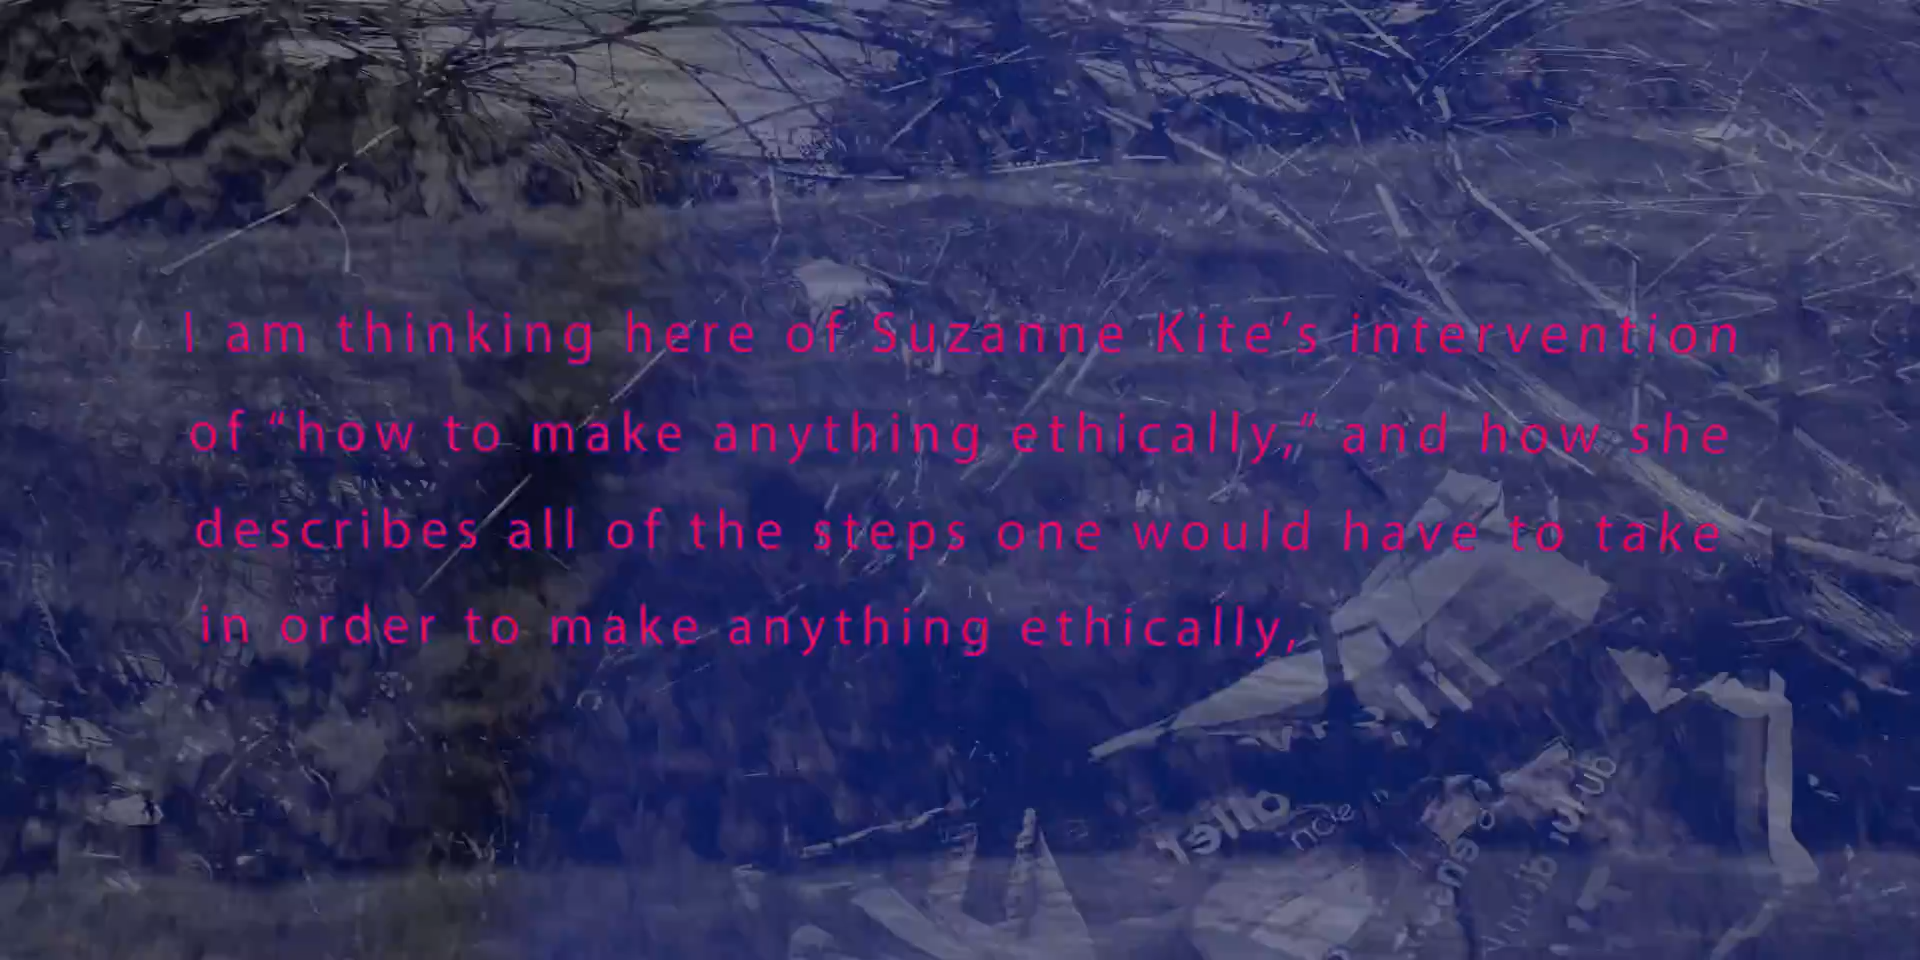 I am thinking here of Suzanne Kite’s intervention
of “how to make anything ethically,” and how she
describes all of the steps one would have to take
in order to make anything ethically,